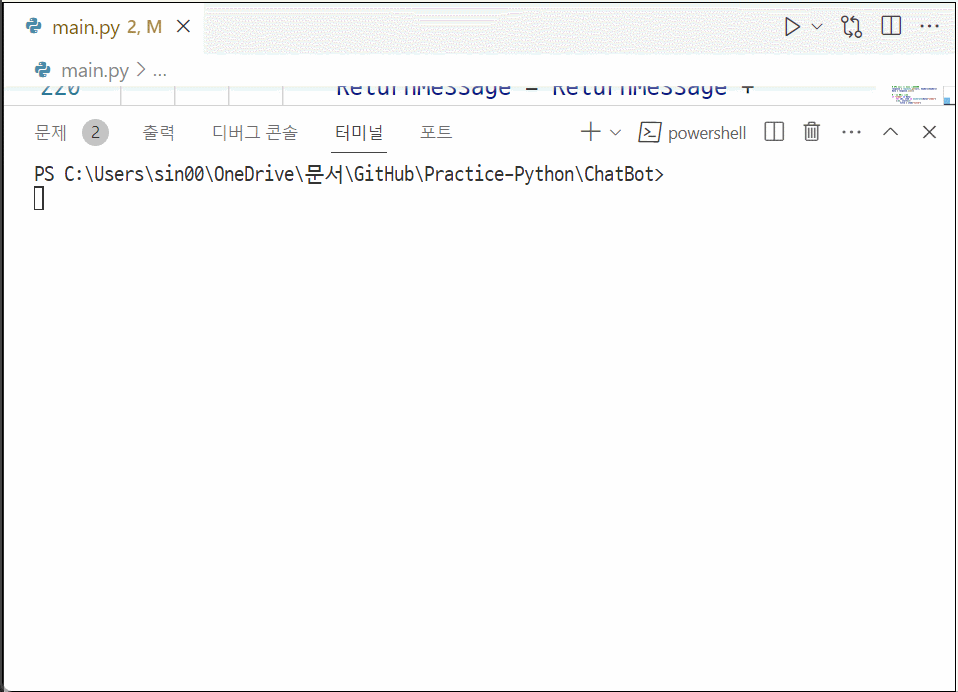 main.py 2, M
main.py > ...
220 ReturnMessage = ReturnMessage +
문제 2 출력 디버그 콘솔 터미널 포트 powershell
PS C:\Users\sin00\OneDrive\문서\GitHub\Practice-Python\ChatBot>